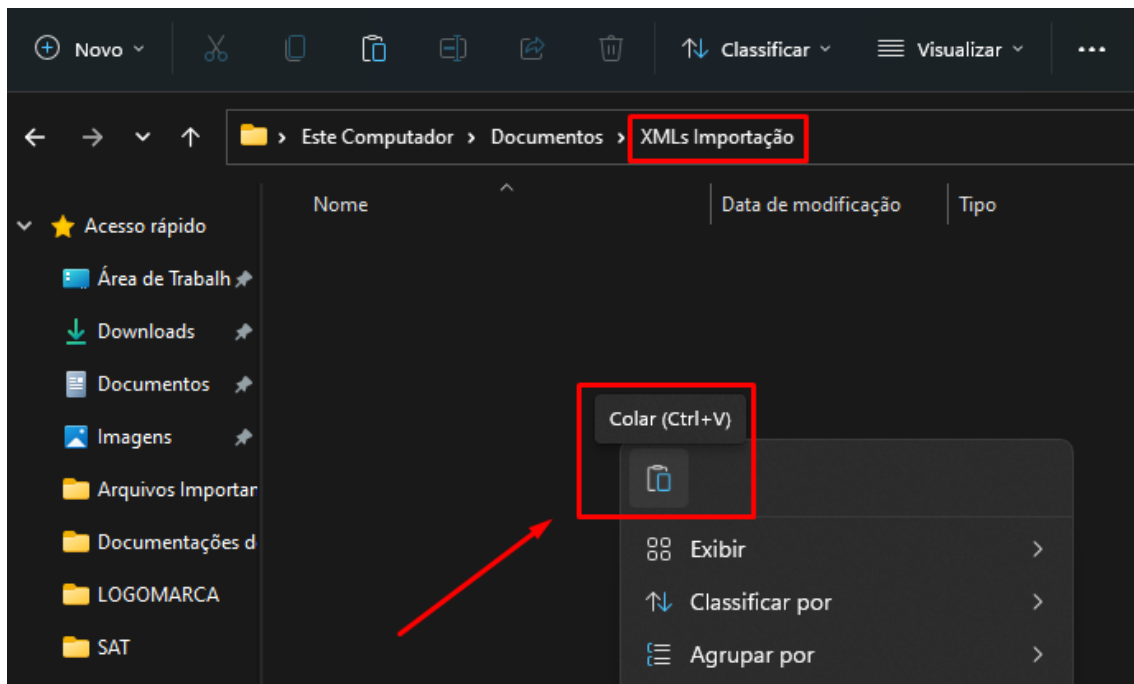 Novo
Classificar
Visualizar
Este Computador > Documentos > XMLs Importação
Nome
Data de modificação
Tipo
Acesso rápido
Área de Trabalh
Downloads
Documentos
Imagens
Arquivos Importan
Documentações d
LOGOMARCA
SAT
Colar (Ctrl+V)
Exibir
Classificar por
Agrupar por